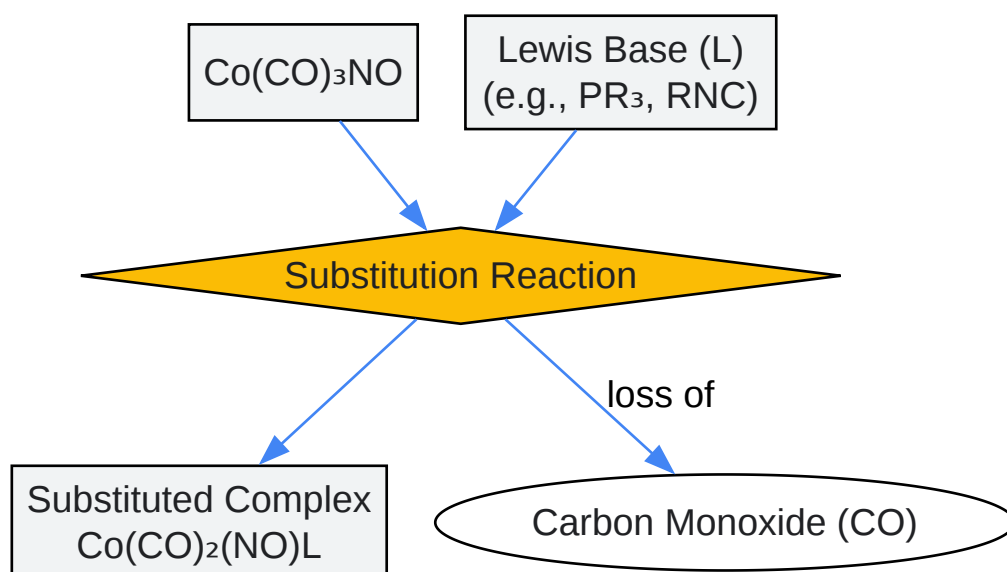 Co(CO)₃NO
Lewis Base (L)
(e.g., PR₃, RNC)
Substitution Reaction
loss of
Substituted Complex
Co(CO)₂(NO)L
Carbon Monoxide (CO)